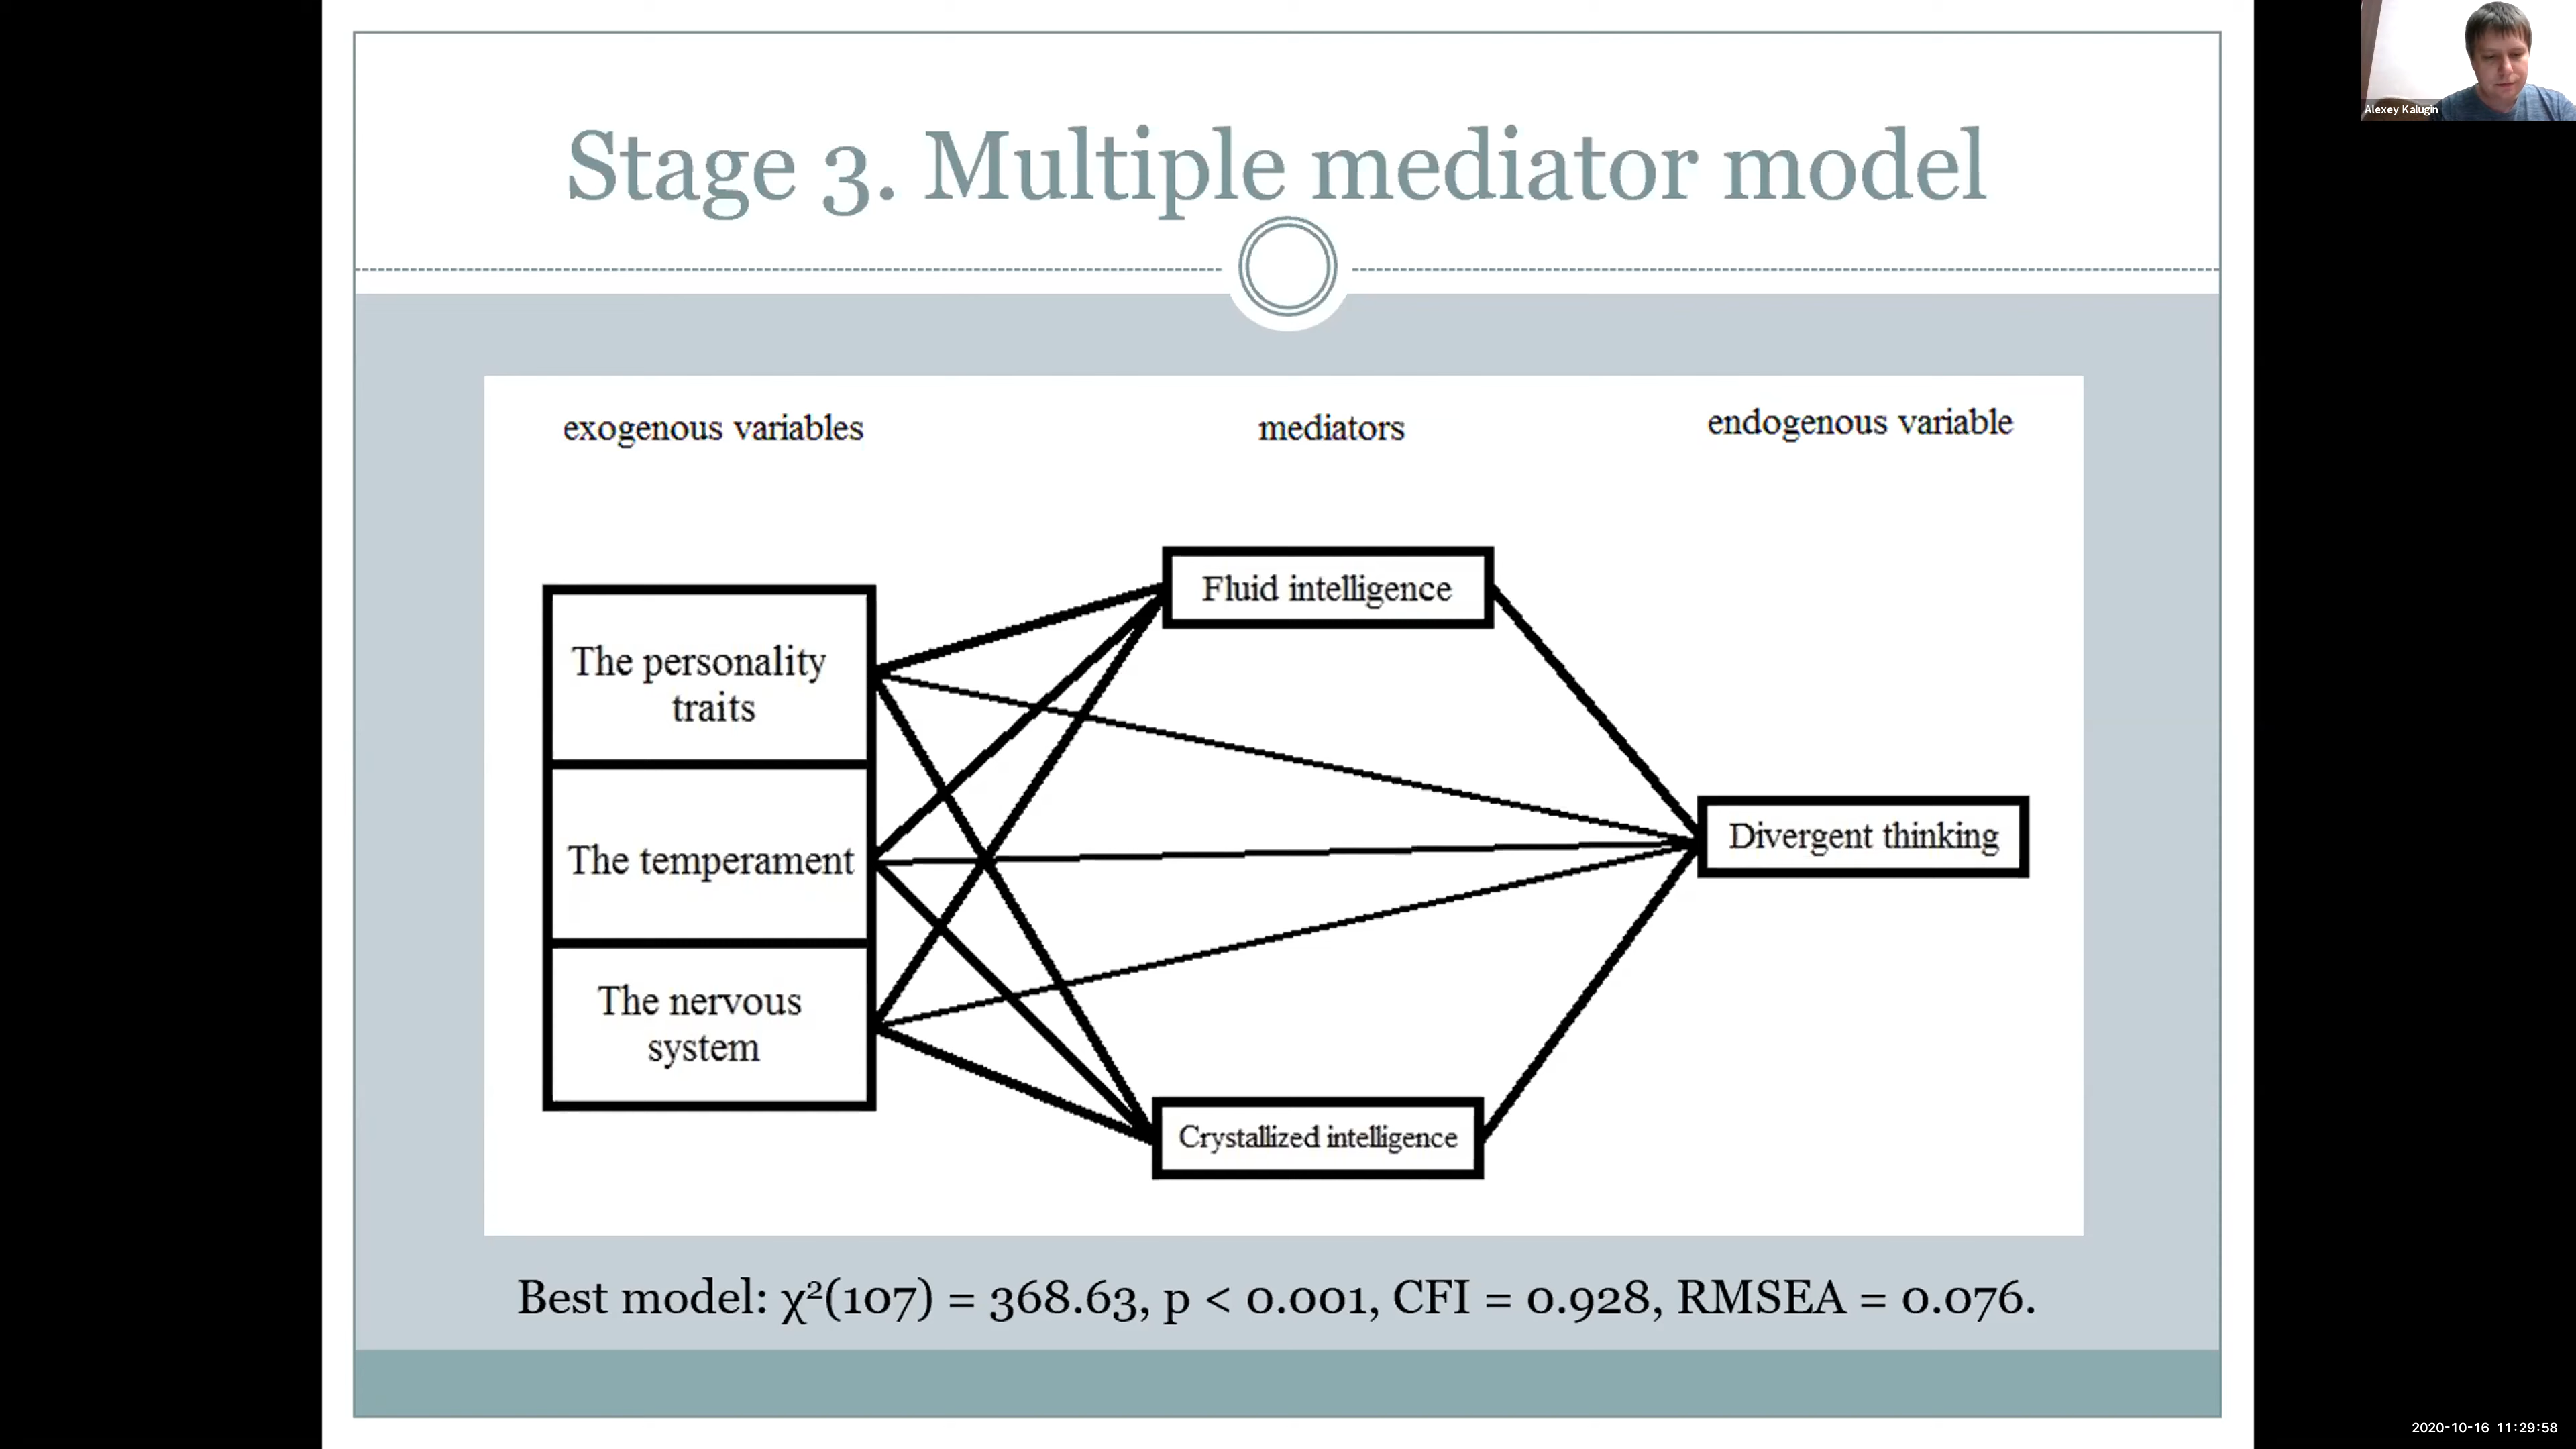 Alexey Kalugin
Stage 3. Multiple mediator model
exogenous variables
mediators
endogenous variable
Fluid intelligence
The personality
traits
The temperament
Divergent thinking
The nervous
system
Crystallized intelligence
Best model: χ²(107) = 368.63, p < 0.001, CFI = 0.928, RMSEA = 0.076.
2020-10-16 11:29:58